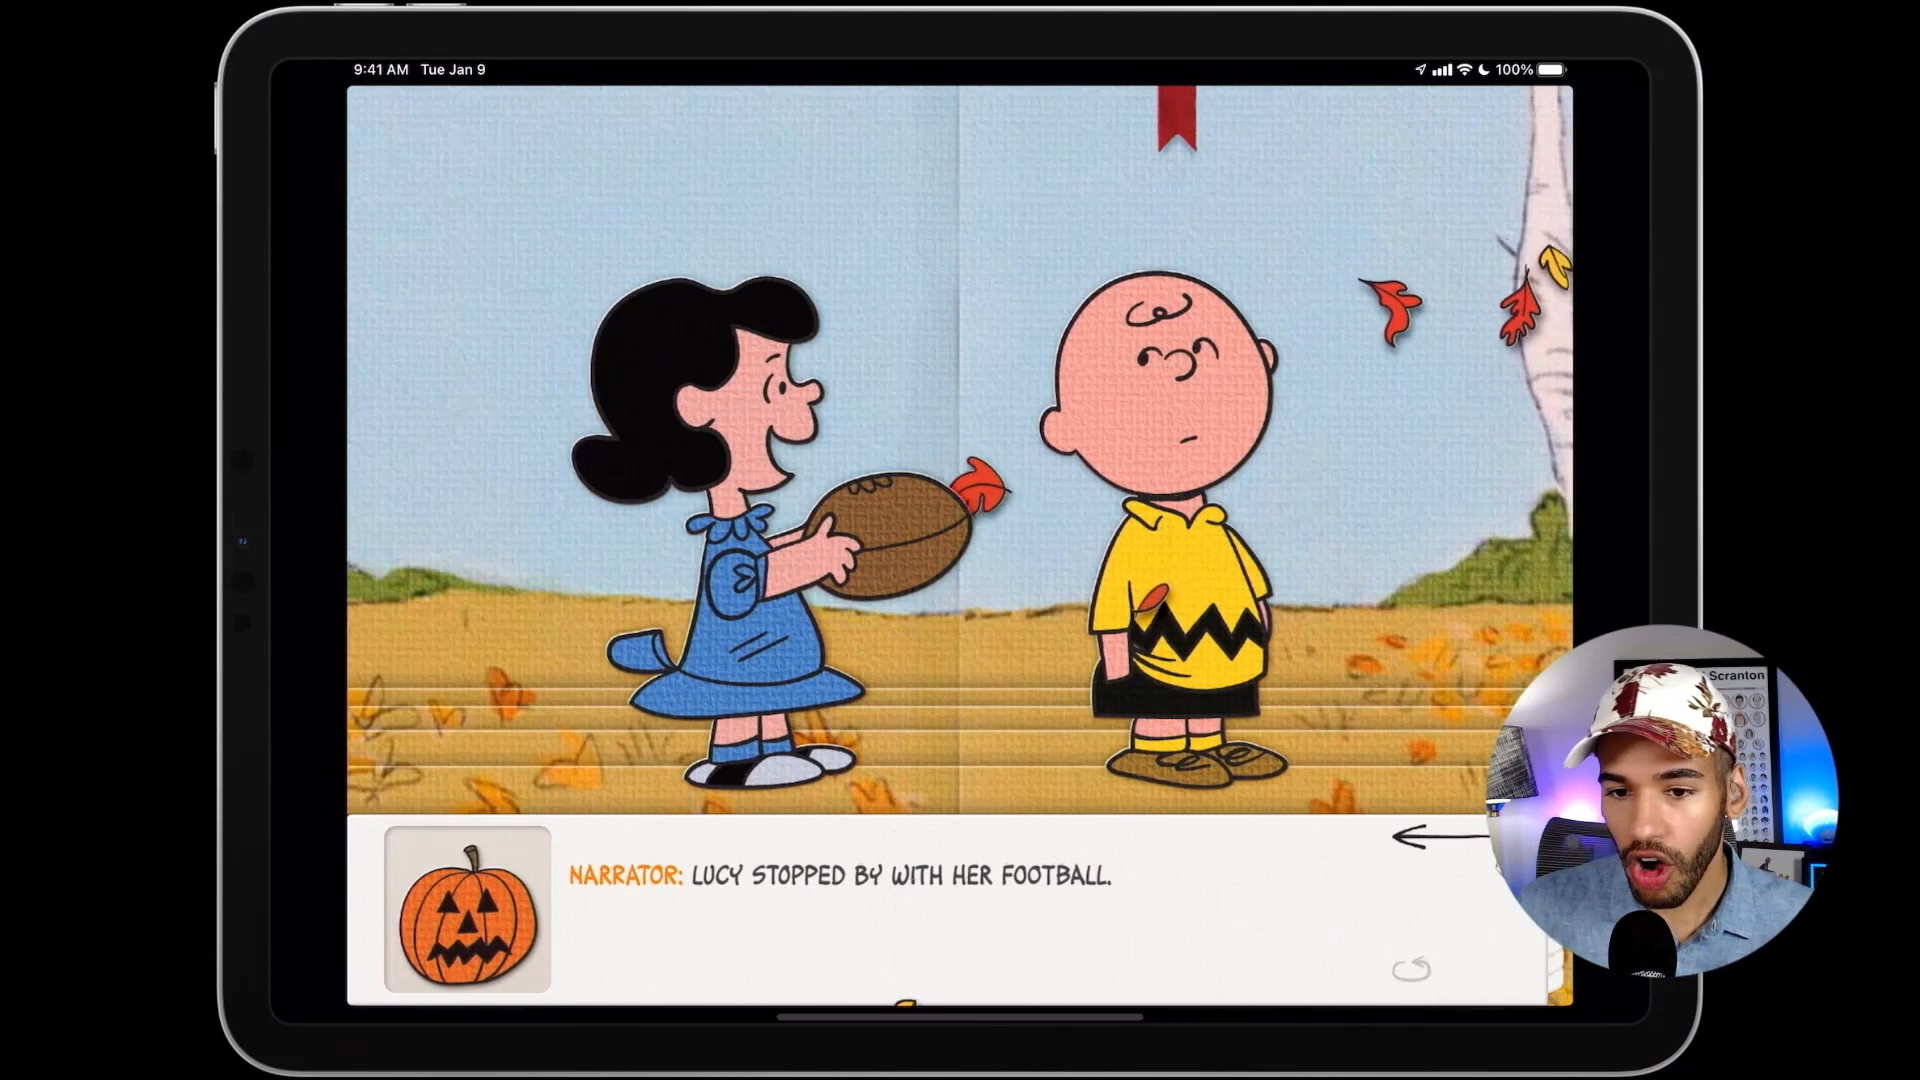 9:41 AM Tue Jan 9
100%
Scranton
NARRATOR: LUCY STOPPED BY WITH HER FOOTBALL.